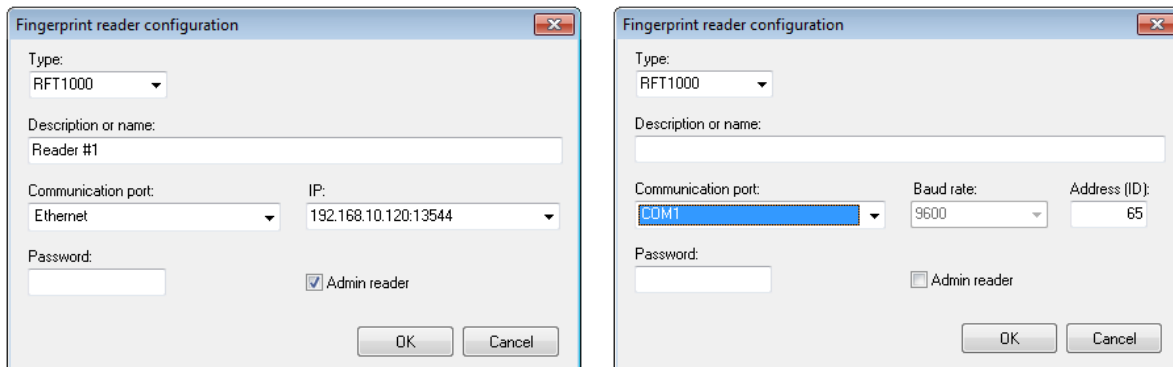 Fingerprint reader configuration
Type:
RFT1000
Description or name:
Reader #1
Communication port:
IP:
Ethernet
192.168.10.120:13544
Password:
Admin reader
OK
Cancel
Fingerprint reader configuration
Type:
RFT1000
Description or name:
Communication port:
Baud rate:
Address (ID):
COM1
9600
65
Password:
Admin reader
OK
Cancel